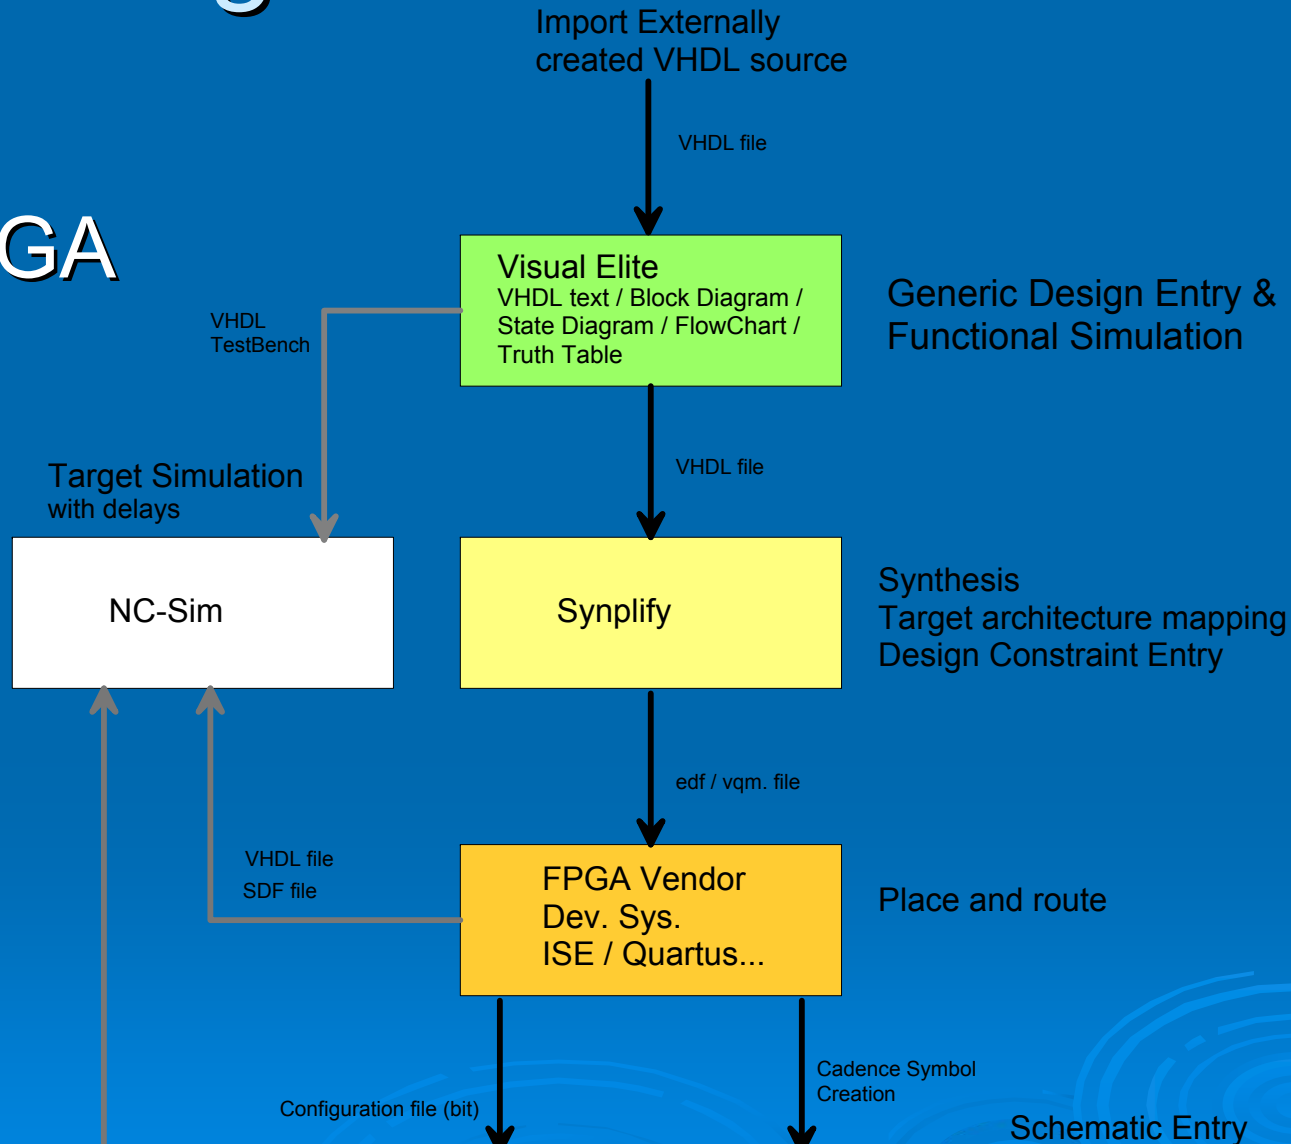 Import Externally
created VHDL source
VHDL file
GA
Visual Elite
VHDL text / Block Diagram /
State Diagram / FlowChart /
Truth Table
Generic Design Entry &
Functional Simulation
VHDL
TestBench
VHDL file
Target Simulation
with delays
NC-Sim
Synplify
Synthesis
Target architecture mapping
Design Constraint Entry
edf / vqm. file
VHDL file
SDF file
FPGA Vendor
Dev. Sys.
ISE / Quartus...
Place and route
Cadence Symbol
Creation
Configuration file (bit)
Schematic Entry